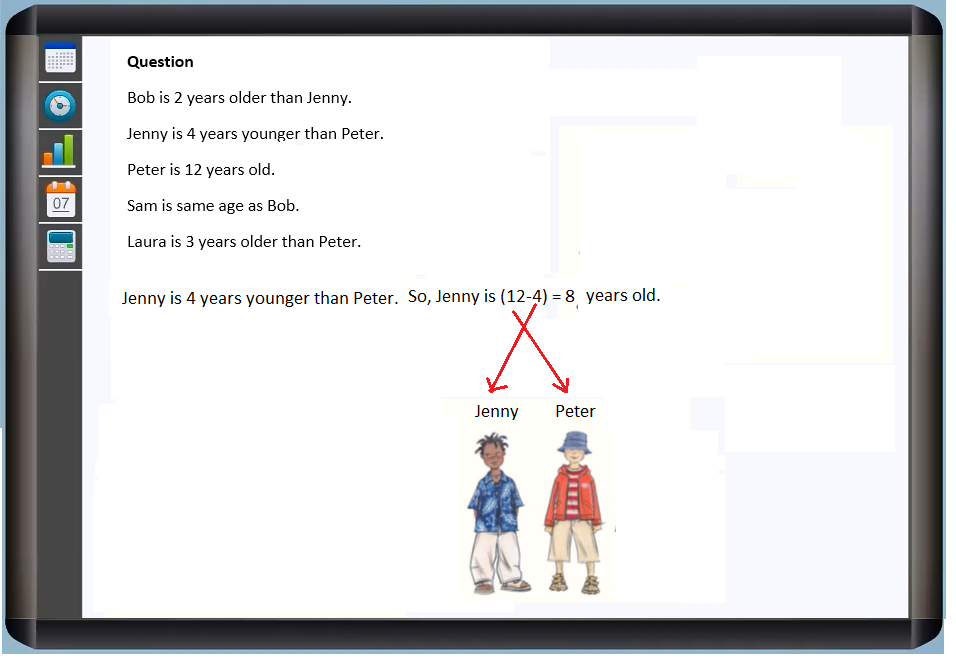 Question
Bob is 2 years older than Jenny.
Jenny is 4 years younger than Peter.
Peter is 12 years old.
Sam is same age as Bob.
Laura is 3 years older than Peter.
Jenny is 4 years younger than Peter. So, Jenny is (12-4) = 8 years old.
Jenny Peter
07